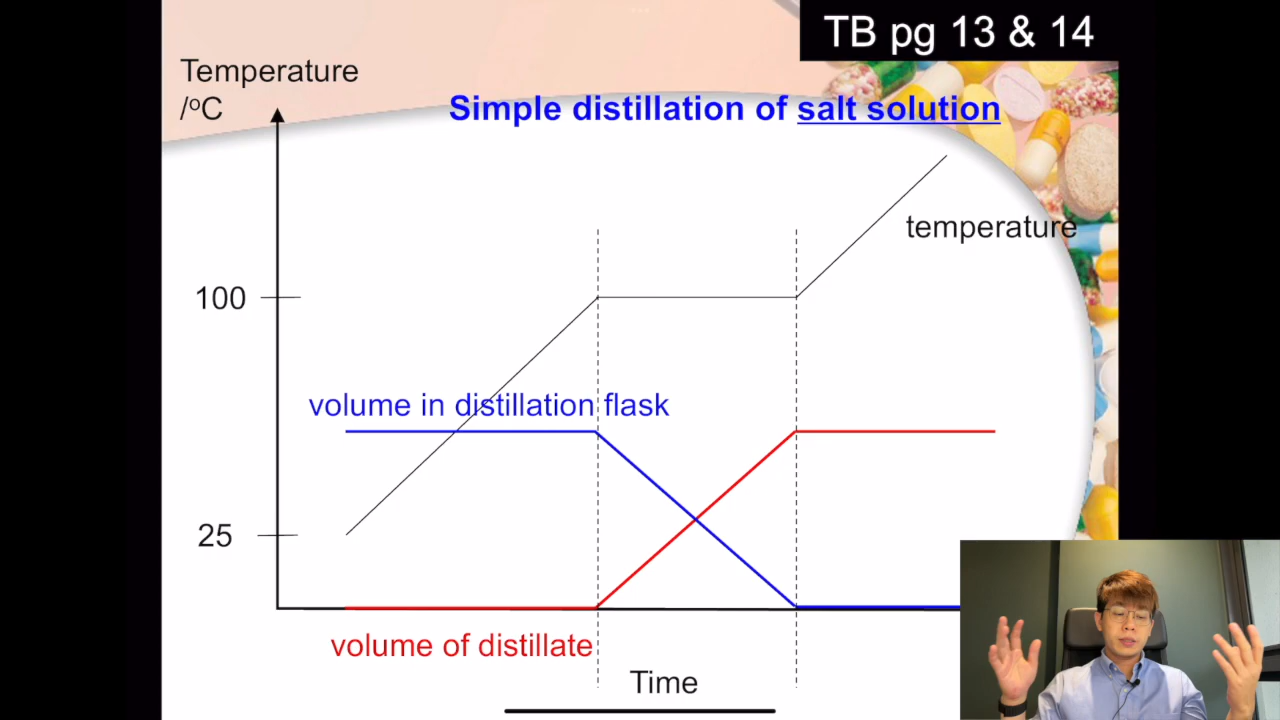 TB pg 13 & 14
Temperature
/ºC
Simple distillation of salt solution
temperature
100
volume in distillation flask
25
volume of distillate
Time